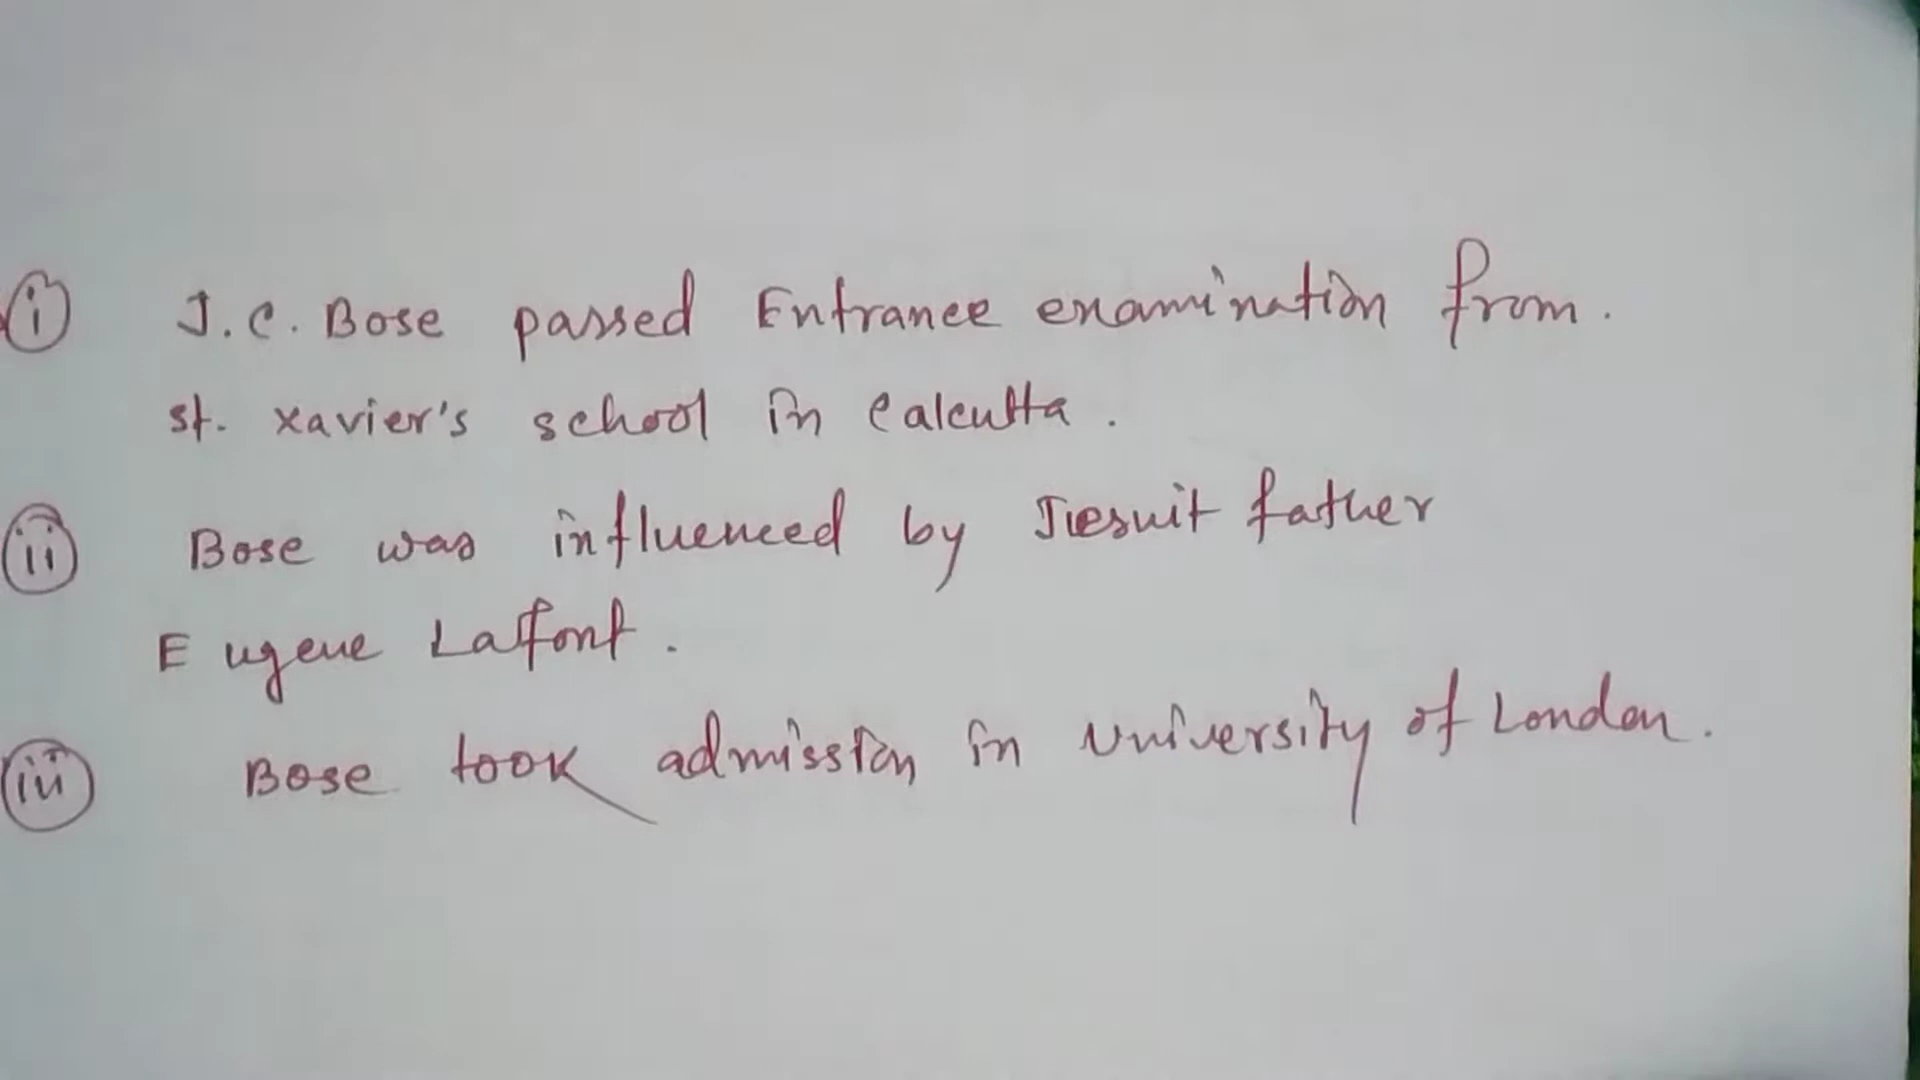 (i) J.C. Bose passed Entrance examination from.
st. xavier's school in Calcutta.
(ii) Bose was influenced by Jesuit father
Eugene Laffont.
(iii) Bose took admission in University of London.